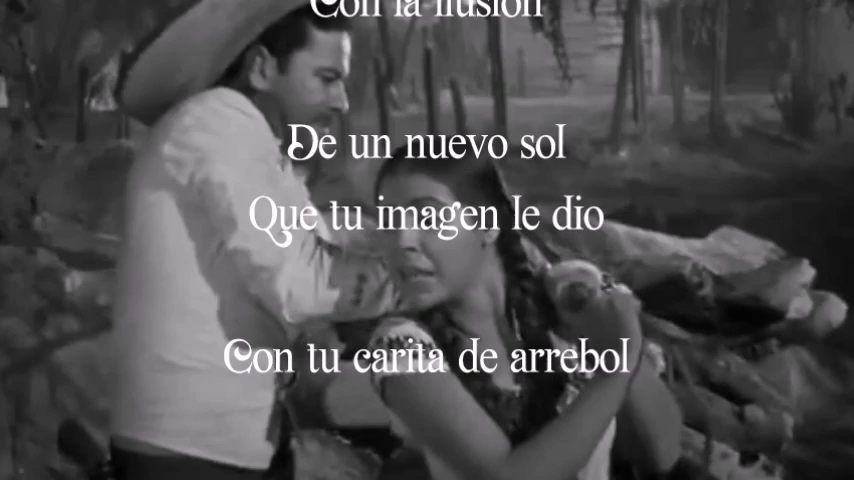 Con la ilusión
De un nuevo sol
Que tu imagen le dio
Con tu carita de arrebol